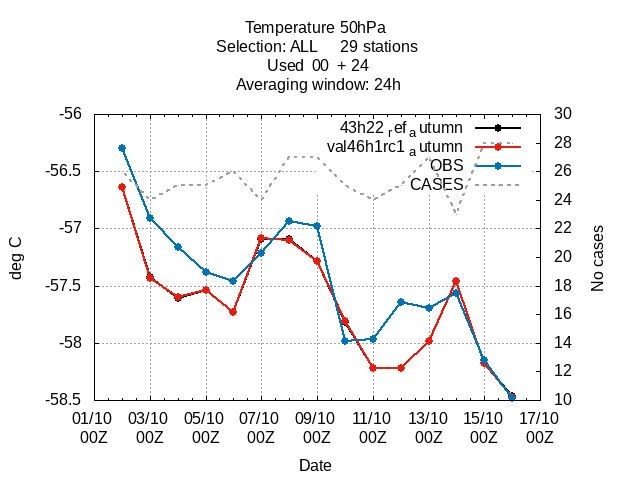 Temperature 50hPa
Selection: ALL     29 stations
Used  00  + 24
Averaging window: 24h
43h22 ref a utumn
val46h1rc1 a utumn
OBS
CASES
-56
-56.5
-57
-57.5
-58
-58.5
deg C
30
28
26
24
22
20
18
16
14
12
10
No cases
01/10 03/10 05/10 07/10 09/10 11/10 13/10 15/10 17/10
00Z 00Z 00Z 00Z 00Z 00Z 00Z 00Z 00Z
Date